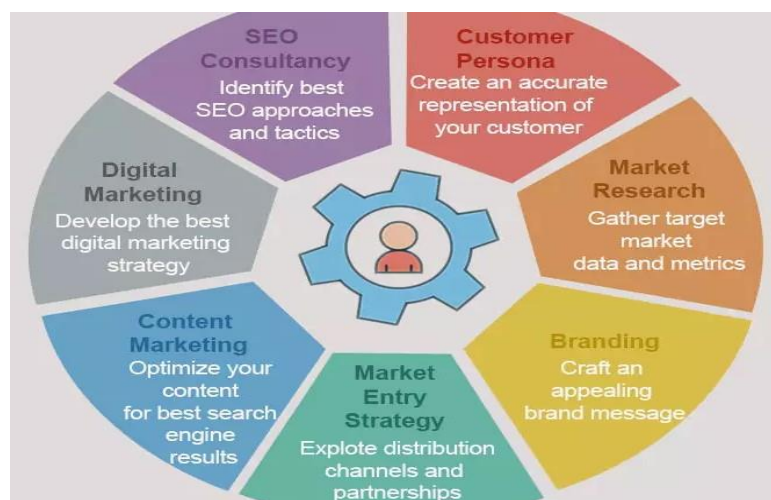 SEO
Consultancy
Identify best
SEO approaches
and tactics
Customer
Persona
Create an accurate
representation of
your customer
Market
Research
Gather target
market
data and metrics
Branding
Craft an
appealing
brand message
Market
Entry
Strategy
Explote distribution
channels and
partnerships
Content
Marketing
Optimize your
content
for best search
engine
results
Digital
Marketing
Develop the best
digital marketing
strategy